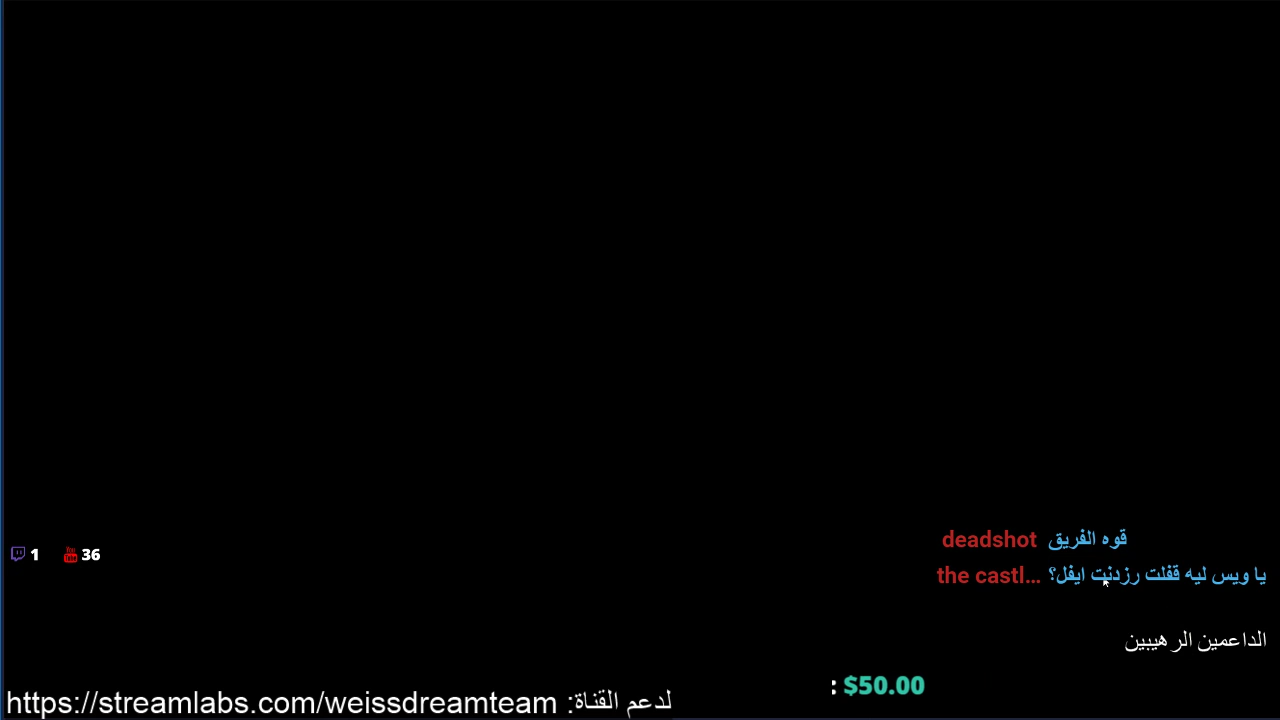 deadshot قوه الفريق
the castl... يا ويس ليه قفلت رزدنت ايفل؟
1 36
الداعمين الرهيبين
: $50.00
لدعم القناة: https://streamlabs.com/weissdreamteam